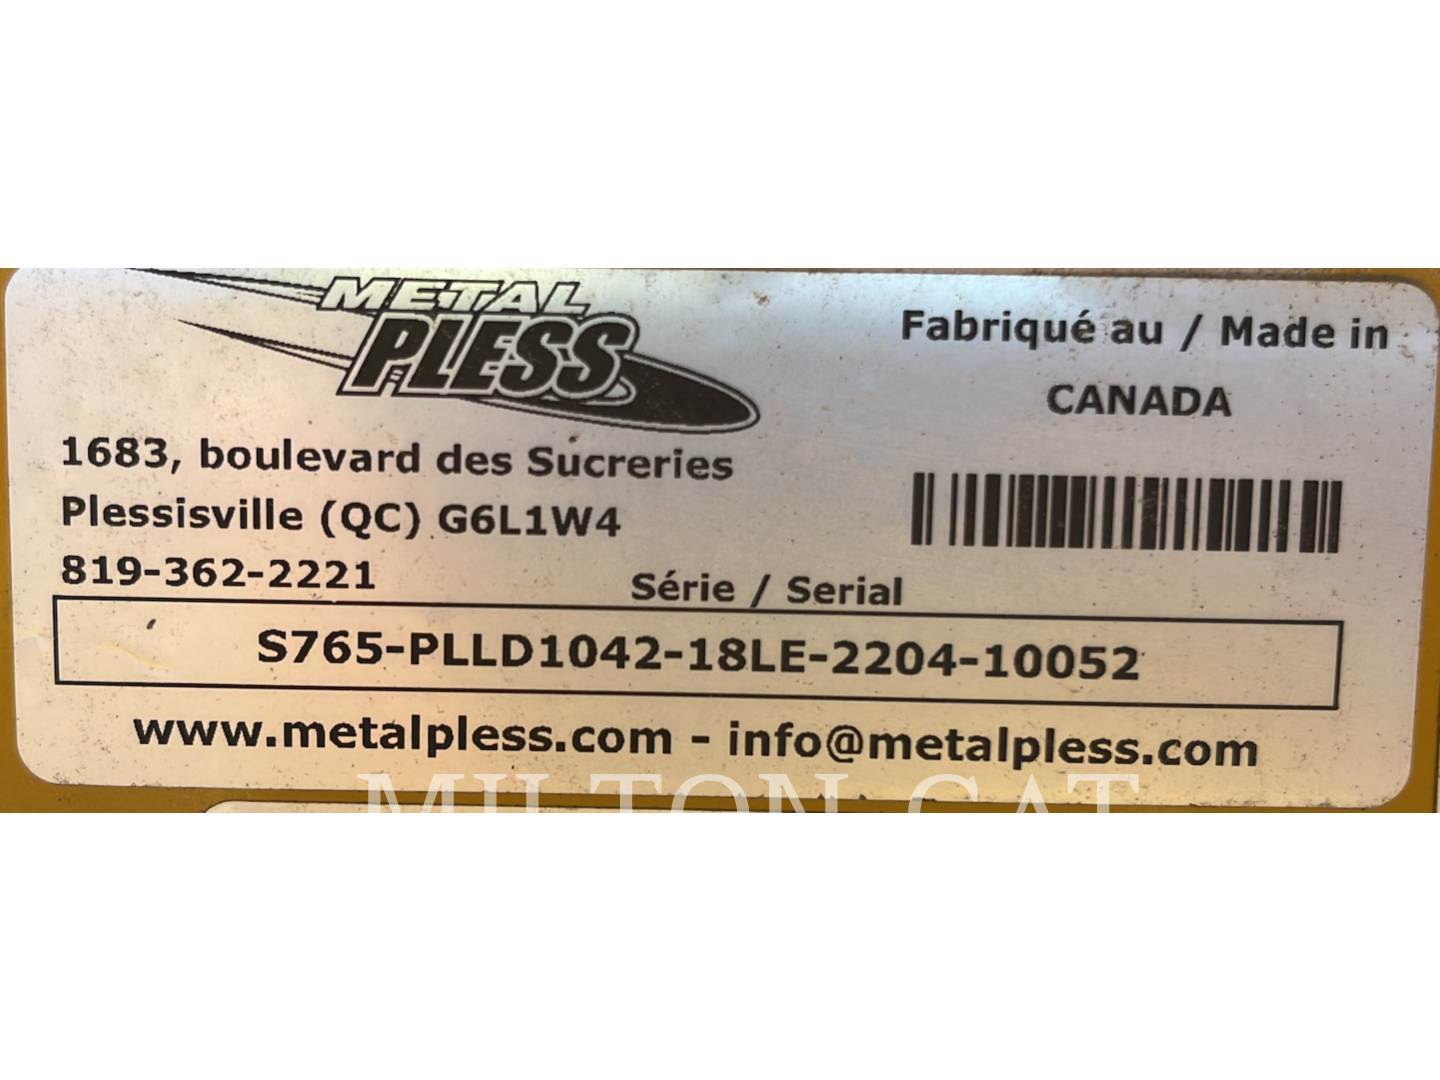 METAL
PLESS
Fabriqué au / Made in
CANADA
1683, boulevard des Sucreries
Plessisville (QC) G6L1W4
819-362-2221
Série / Serial
S765-PLLD1042-18LE-2204-10052
www.metalpless.com - info@metalpless.com
MILTON CAT